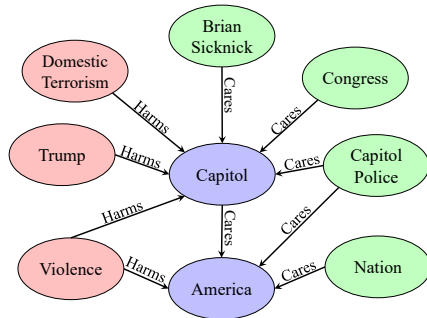 Brian
Sicknick
Domestic
Terrorism
Congress
Harms
Cares
Cares
Trump
Harms
Capitol
Cares
Capitol
Police
Harms
Cares
Cares
Violence
Harms
America
Cares
Nation